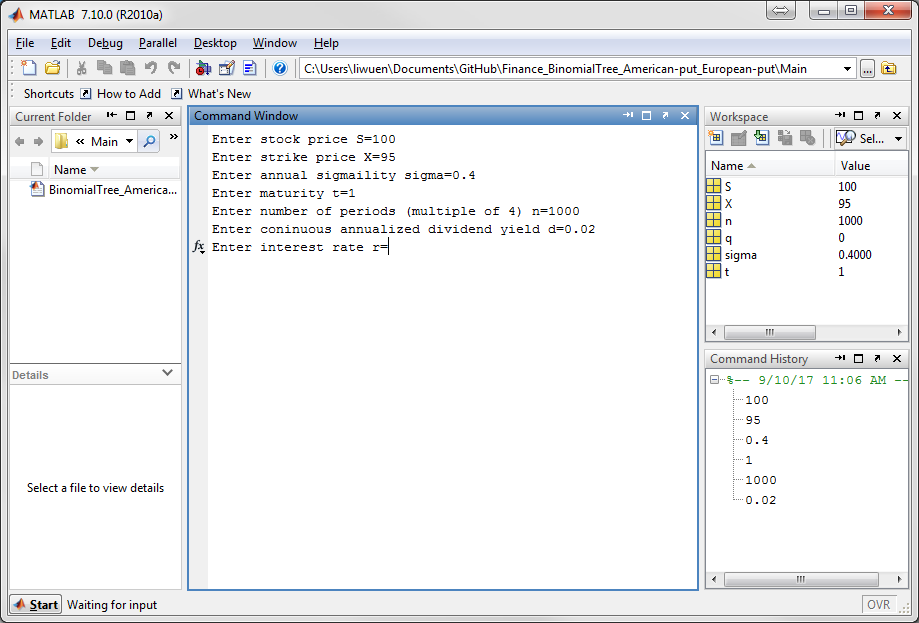 MATLAB 7.10.0 (R2010a)
File Edit Debug Parallel Desktop Window Help
C:\Users\liwuen\Documents\GitHub\Finance_BinomialTree_American-put_European-put\Main
...
Shortcuts How to Add What's New
Current Folder
« Main
»
Name
BinomialTree_America...
Details
Select a file to view details
Command Window
Enter stock price S=100
Enter strike price X=95
Enter annual sigmaility sigma=0.4
Enter maturity t=1
Enter number of periods (multiple of 4) n=1000
Enter coninuous annualized dividend yield d=0.02
fx Enter interest rate r=
Workspace
Sel...
Name Value
S 100
X 95
n 1000
q 0
sigma 0.4000
t 1
Command History
%-- 9/10/17 11:06 AM --
100
95
0.4
1
1000
0.02
Start Waiting for input
OVR